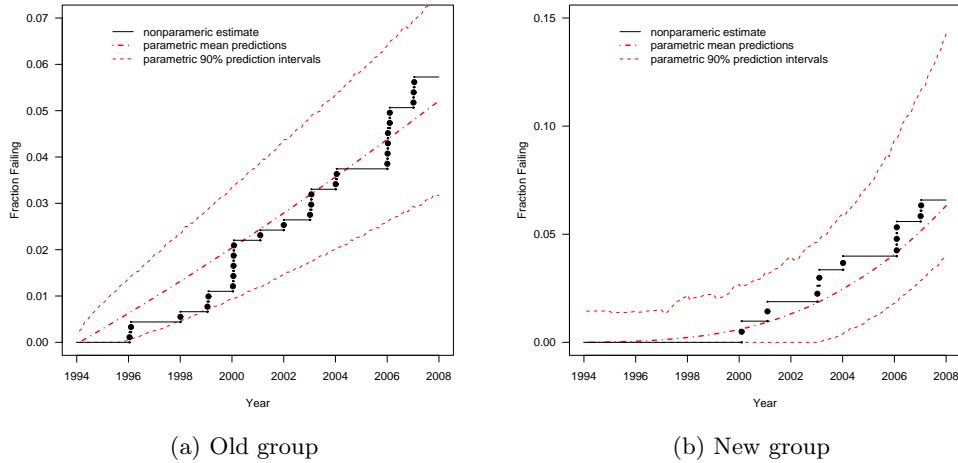 nonparameric estimate
parametric mean predictions
parametric 90% prediction intervals
0.07
0.06
0.05
0.04
0.03
0.02
0.01
0.00
Fraction Failing
1994 1996 1998 2000 2002 2004 2006 2008
Year
(a) Old group
nonparameric estimate
parametric mean predictions
parametric 90% prediction intervals
0.15
0.10
0.05
0.00
Fraction Failing
1994 1996 1998 2000 2002 2004 2006 2008
Year
(b) New group